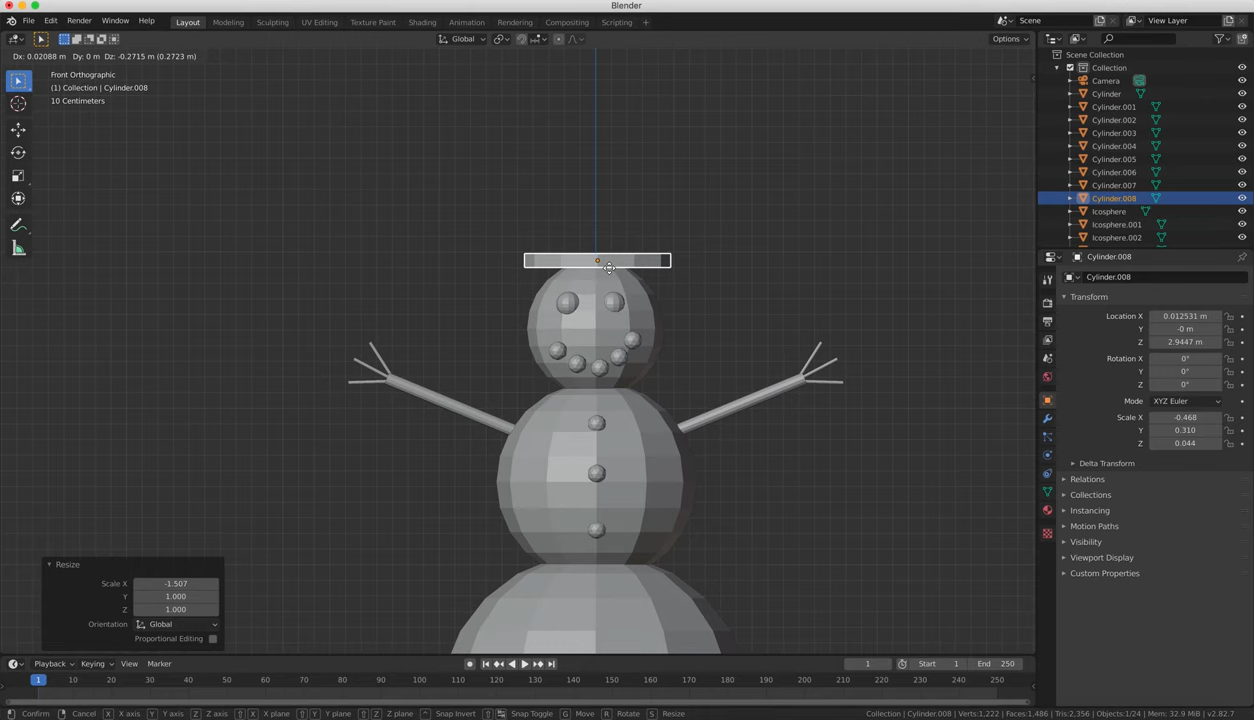 Blender
File Edit Render Window Help Layout Modeling Sculpting UV Editing Texture Paint Shading Animation Rendering Compositing Scripting + Scene View Layer
Global Options
Dx: 0.02088 m Dy: 0 m Dz: -0.2715 m (0.2723 m)
Front Orthographic
(1) Collection | Cylinder.008
10 Centimeters
Scene Collection
Collection
Camera
Cylinder
Cylinder.001
Cylinder.002
Cylinder.003
Cylinder.004
Cylinder.005
Cylinder.006
Cylinder.007
Cylinder.008
Icosphere
Icosphere.001
Icosphere.002
Cylinder.008
Cylinder.008
Transform
Location X 0.012531 m
Y -0 m
Z 2.9447 m
Rotation X 0°
Y 0°
Z 0°
Mode XYZ Euler
Scale X -0.468
Y 0.310
Z 0.044
Delta Transform
Relations
Collections
Instancing
Motion Paths
Visibility
Viewport Display
Custom Properties
Resize
Scale X -1.507
Y 1.000
Z 1.000
Orientation Global
Proportional Editing
Playback Keying View Marker 1 Start 1 End 250
1 10 20 30 40 50 60 70 80 90 100 110 120 130 140 150 160 170 180 190 200 210 220 230 240 250
Confirm Cancel X X axis Y Y axis Z Z axis X X plane Y Y plane Z Z plane Snap Invert Snap Toggle G Move R Rotate S Resize Collection | Cylinder.008 | Verts:1,222 | Faces:1,486 | Tris:2,356 | Objects:1/24 | Mem: 32.9 MiB | v2.82.7